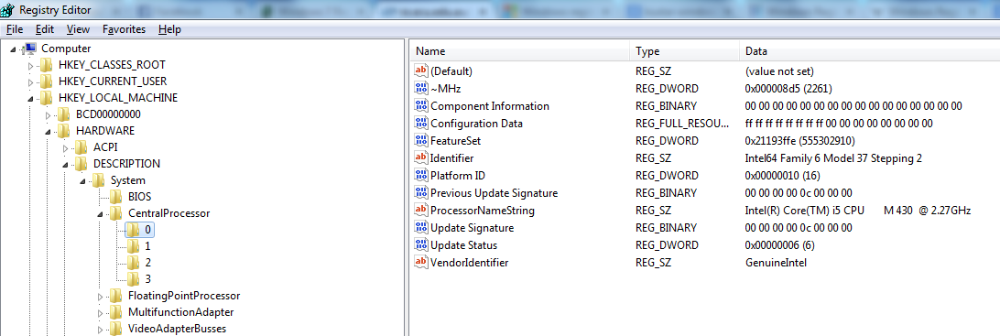 Registry Editor
File Edit View Favorites Help
Computer
HKEY_CLASSES_ROOT
HKEY_CURRENT_USER
HKEY_LOCAL_MACHINE
BCD00000000
HARDWARE
ACPI
DESCRIPTION
System
BIOS
CentralProcessor
0
1
2
3
FloatingPointProcessor
MultifunctionAdapter
VideoAdapterBusses
Name Type Data
(Default) REG_SZ (value not set)
~MHz REG_DWORD 0x000008d5 (2261)
Component Information REG_BINARY 00 00 00 00 00 00 00 00 00 00 00 00 00 00 00 00
Configuration Data REG_FULL_RESOU... ff ff ff ff ff ff ff ff 00 00 00 00 00 00 00 00
FeatureSet REG_DWORD 0x21193ffe (555302910)
Identifier REG_SZ Intel64 Family 6 Model 37 Stepping 2
Platform ID REG_DWORD 0x00000010 (16)
Previous Update Signature REG_BINARY 00 00 00 00 0c 00 00 00
ProcessorNameString REG_SZ Intel(R) Core(TM) i5 CPU M 430 @ 2.27GHz
Update Signature REG_BINARY 00 00 00 00 0c 00 00 00
Update Status REG_DWORD 0x00000006 (6)
VendorIdentifier REG_SZ GenuineIntel